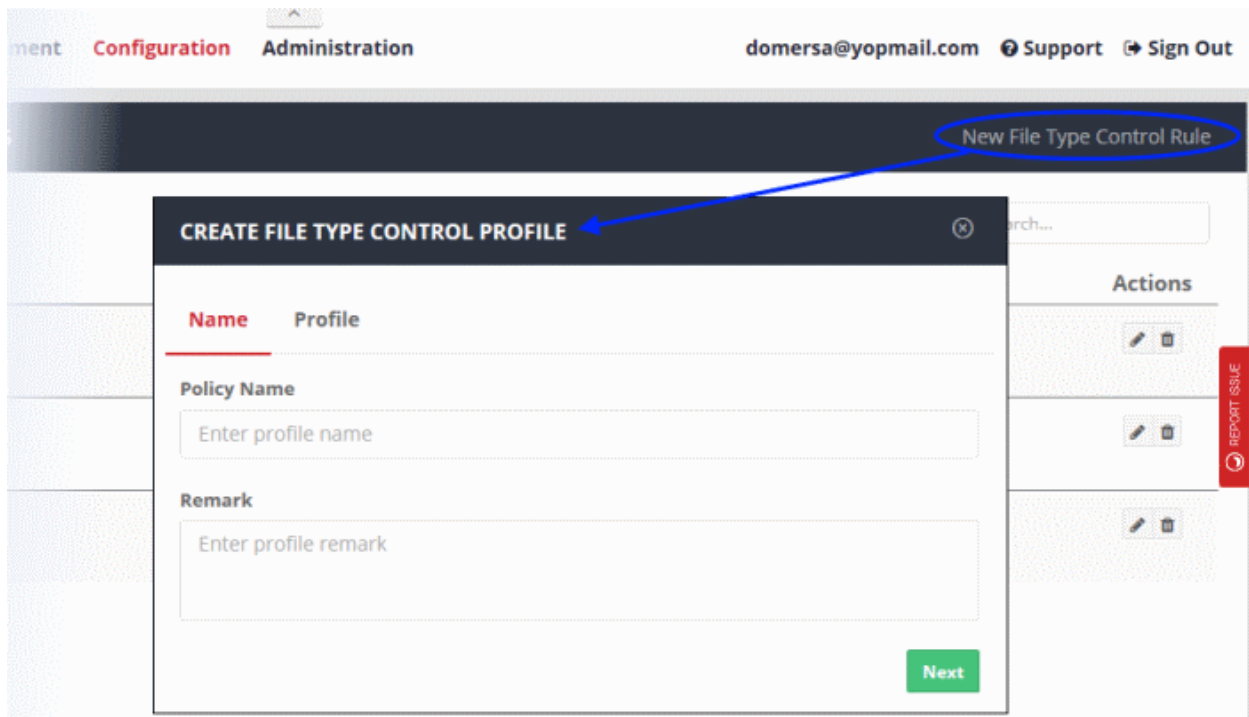 Configuration Administration domersa@yopmail.com Support Sign Out
New File Type Control Rule
CREATE FILE TYPE CONTROL PROFILE
Actions
Name Profile
Policy Name
Enter profile name
Remark
Enter profile remark
Next
REPORT ISSUE